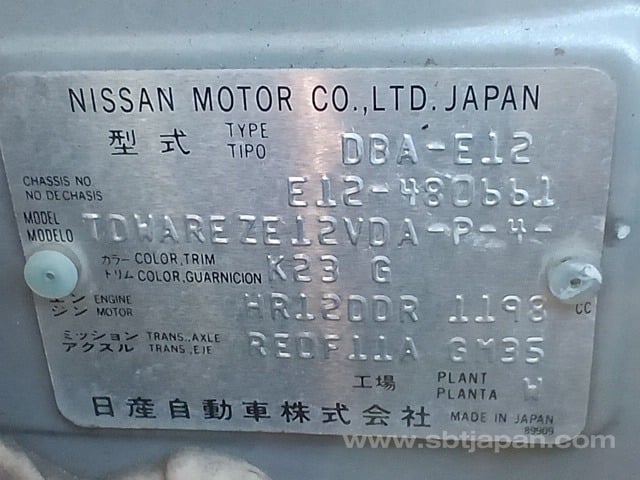 NISSAN MOTOR CO.,LTD. JAPAN
型式 TYPE TIPO DBA-E12
CHASSIS NO. NO DE CHASIS E12-480661
MODEL MODELO TDWAREZE12VDA-P-4-
カラー COLOR,TRIM トリム COLOR,GUARNICION K23 G
エン ENGINE ジン MOTOR HR12DDR 1198 CC
ミッション TRANS.,AXLE アクスル TRANS.,EJE RE0F11A GM35
工場 PLANT PLANTA W
日産自動車株式会社 MADE IN JAPAN
89909
www.sbtjapan.com